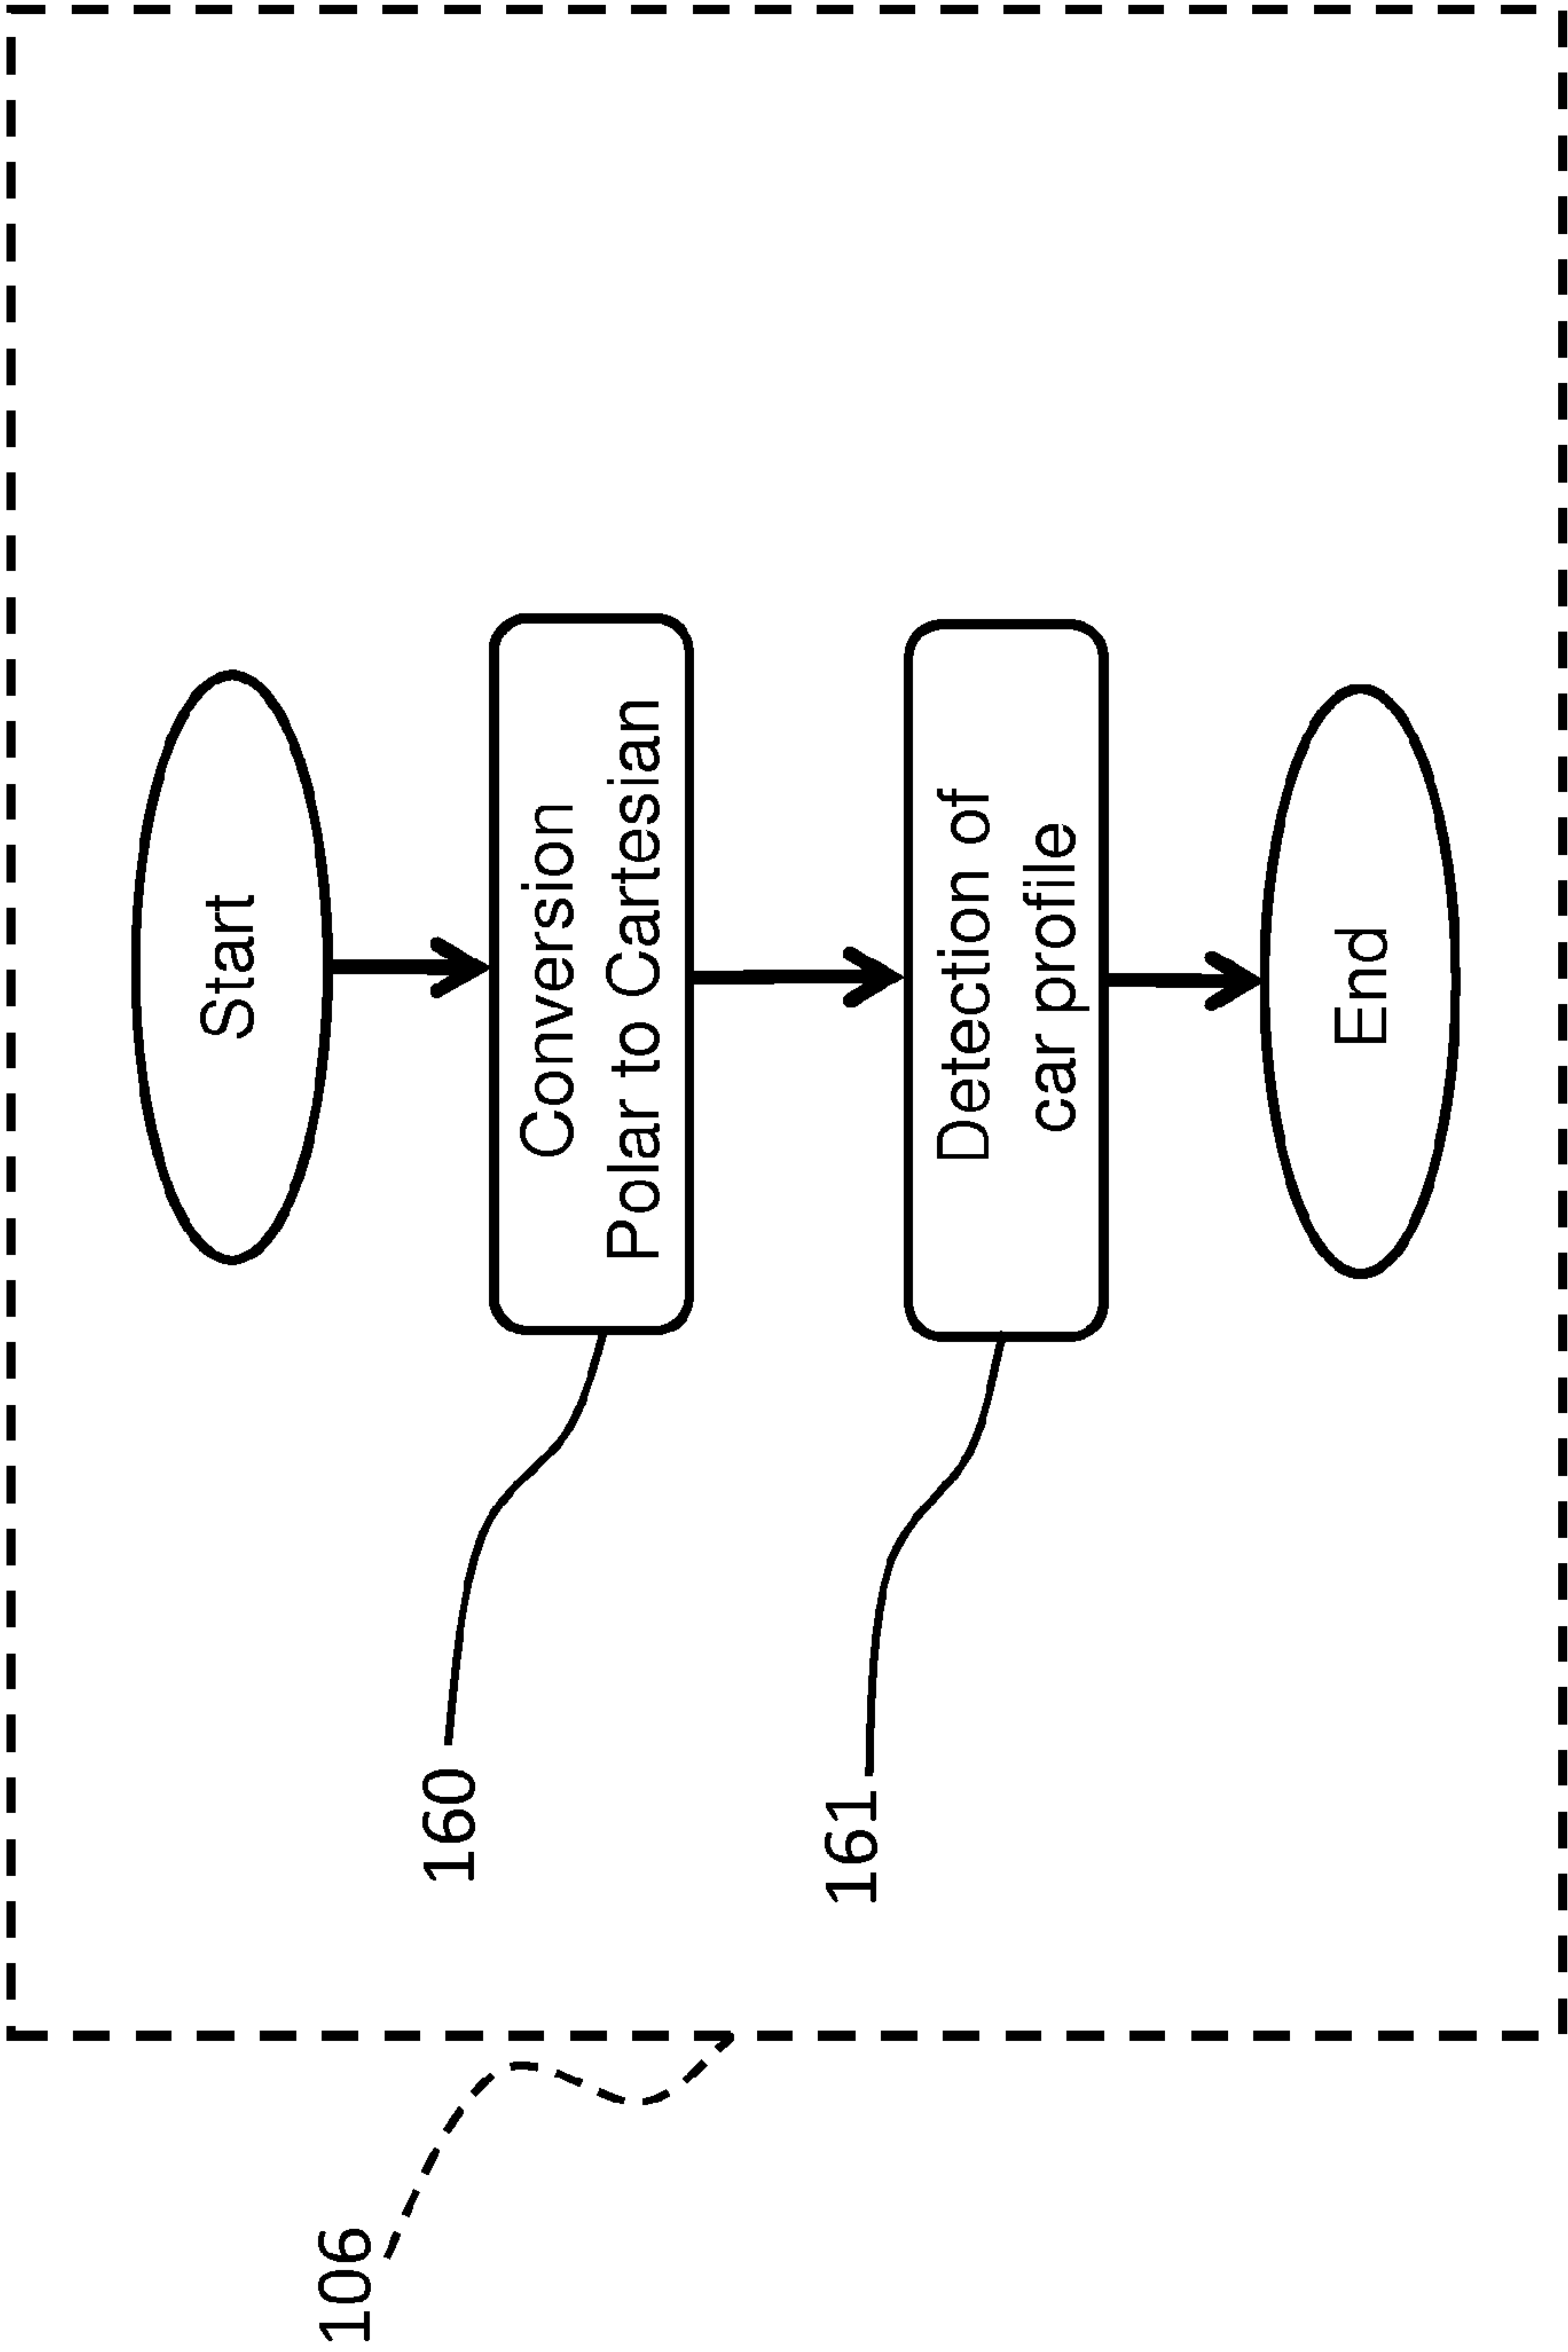 106
Start
160
Conversion
Polar to Cartesian
161
Detection of
car profile
End